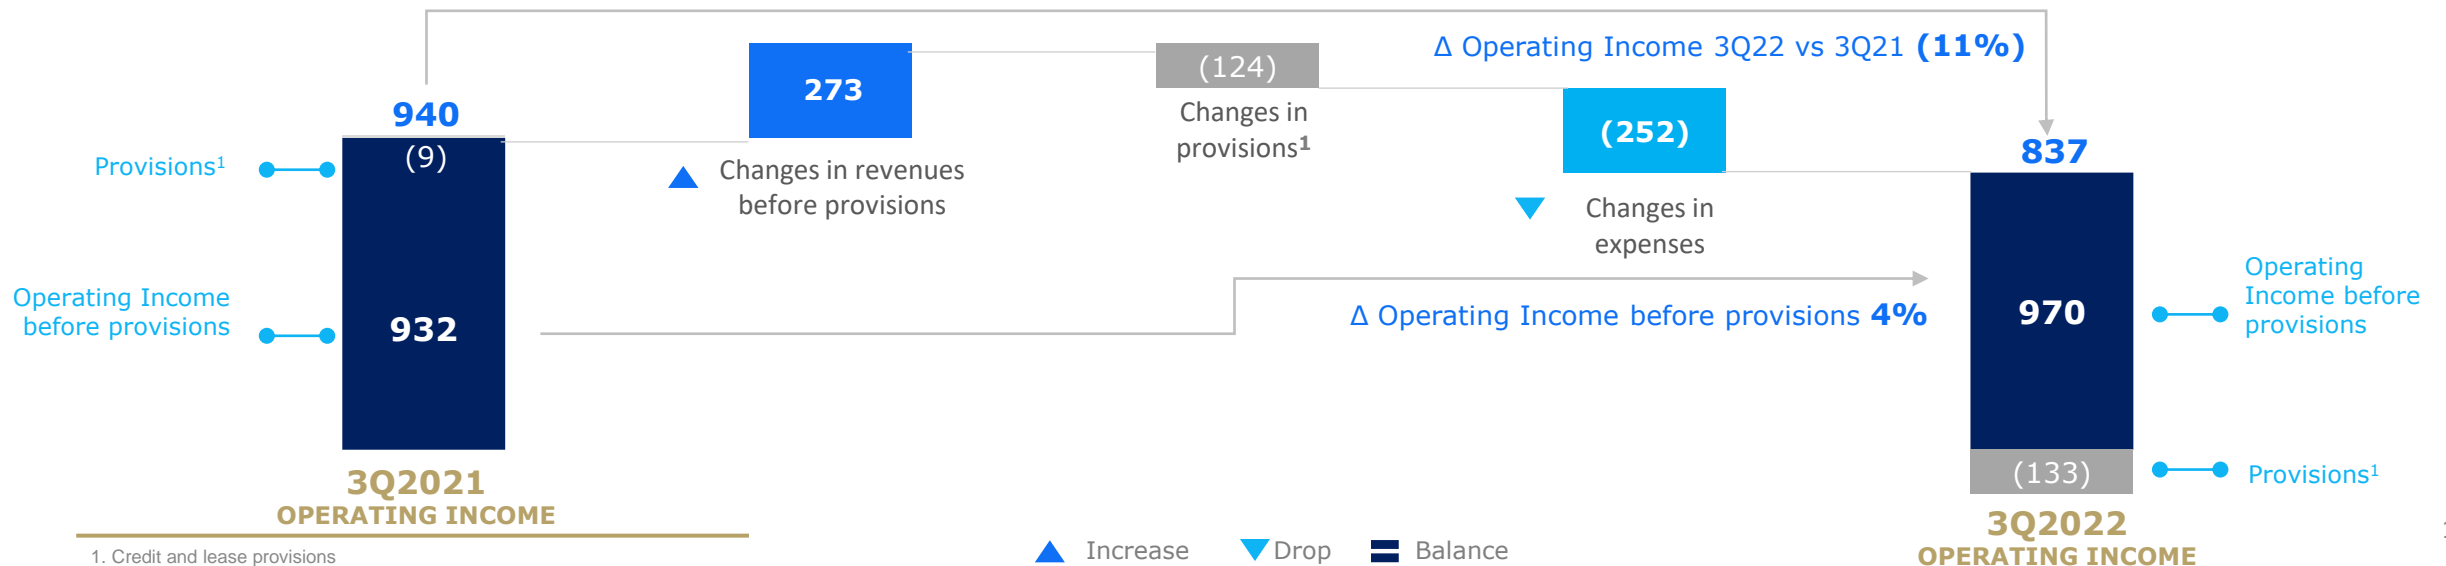 Δ Operating Income 3Q22 vs 3Q21 (11%)
940
(9)
932
Provisions¹
Operating Income
before provisions
3Q2021
OPERATING INCOME
273
Changes in revenues
before provisions
(124)
Changes in
provisions¹
(252)
Changes in
expenses
Δ Operating Income before provisions 4%
837
970
(133)
Operating
Income before
provisions
Provisions¹
3Q2022
OPERATING INCOME
Increase
Drop
Balance
1. Credit and lease provisions